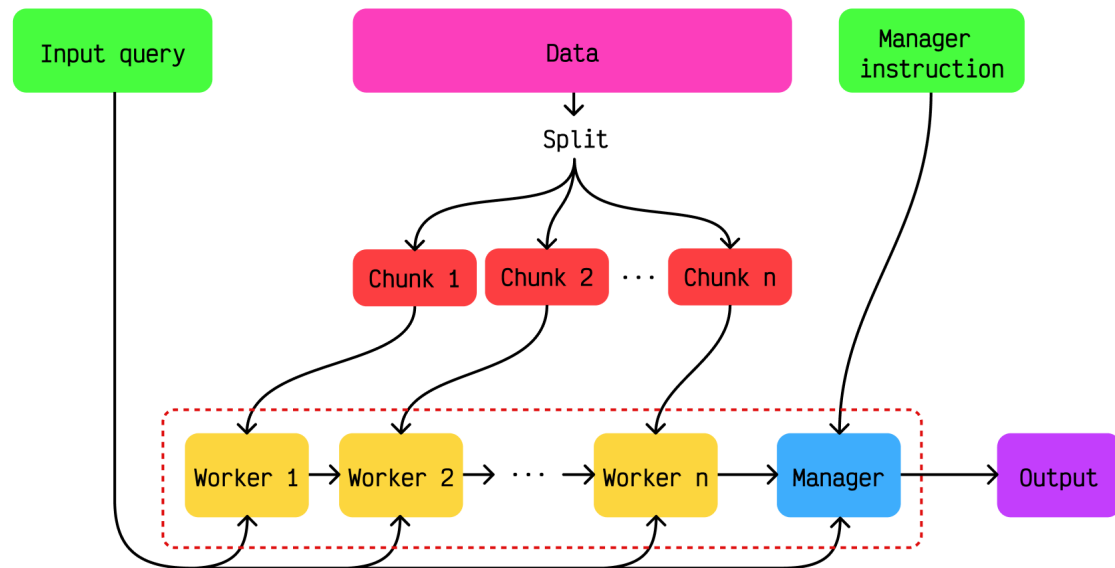 Input query
Data
Manager
instruction
Split
Chunk 1
Chunk 2
...
Chunk n
Worker 1
Worker 2
...
Worker n
Manager
Output